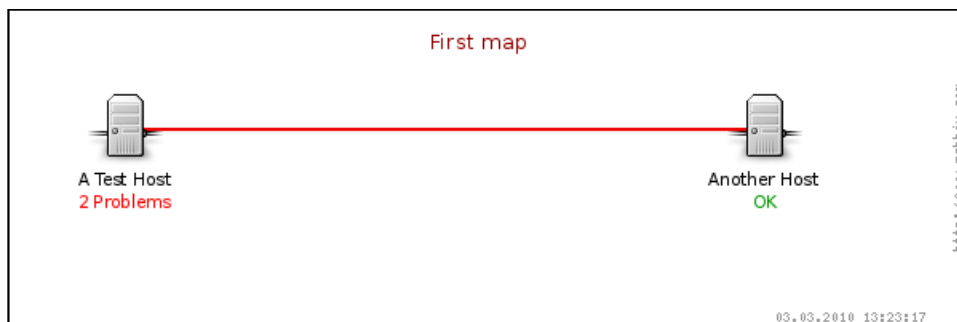 First map
A Test Host
2 Problems
Another Host
OK
03.03.2010 13:23:17